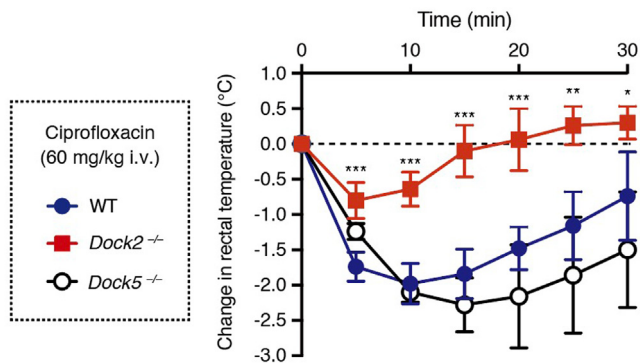 Time (min)
0 10 20 30
Change in rectal temperature (°C)
1.0
0.5
0.0
-0.5
-1.0
-1.5
-2.0
-2.5
-3.0
*** *** *** *** ** *
Ciprofloxacin
(60 mg/kg i.v.)
WT
Dock2 –/–
Dock5 –/–